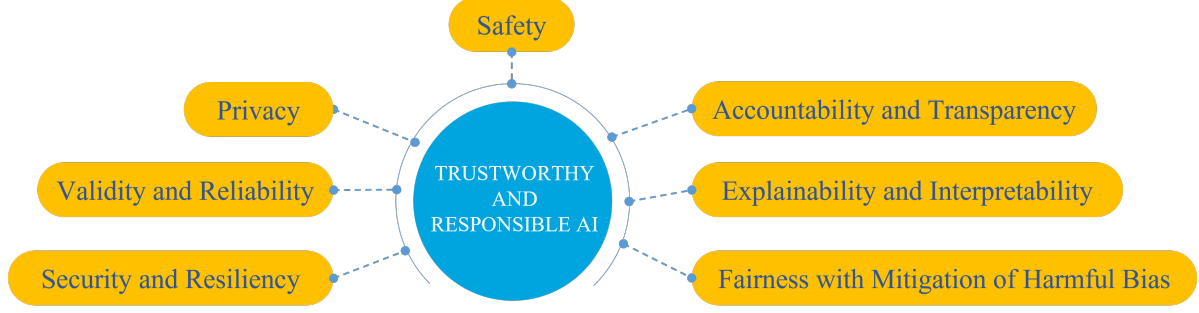 Safety
Privacy
Accountability and Transparency
TRUSTWORTHY
AND
RESPONSIBLE AI
Validity and Reliability
Explainability and Interpretability
Security and Resiliency
Fairness with Mitigation of Harmful Bias